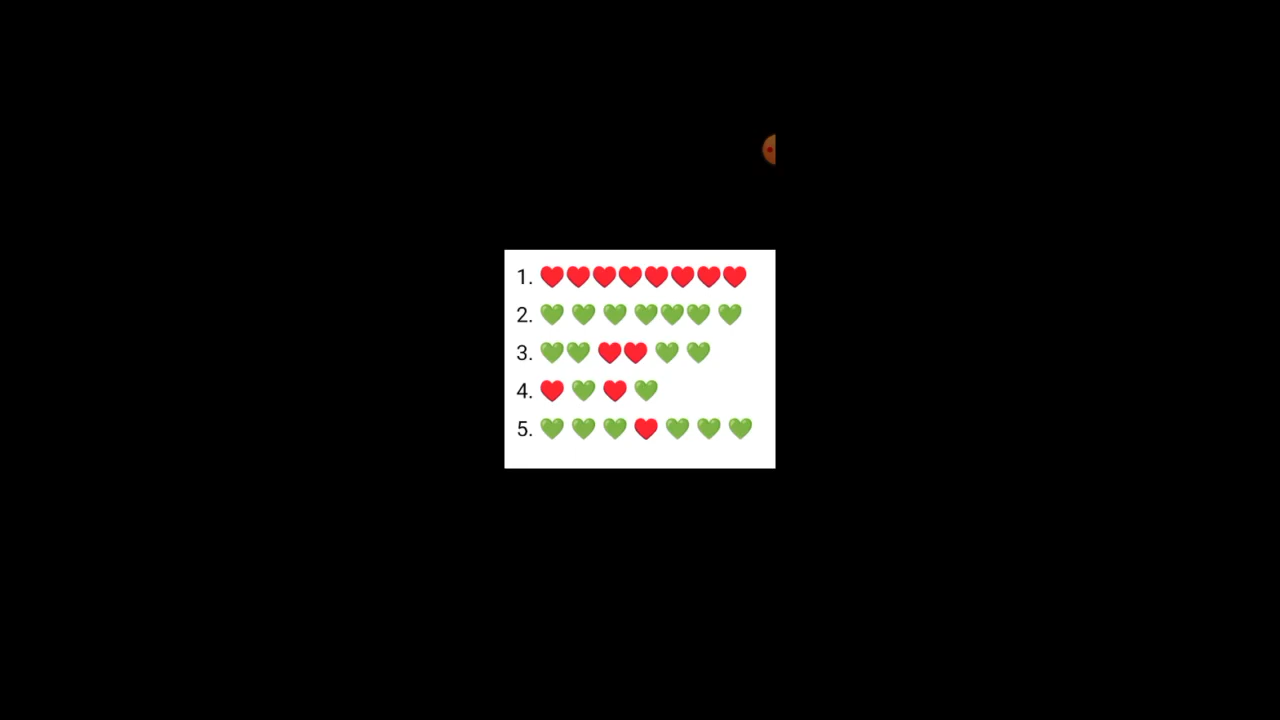 1. ❤️❤️❤️❤️❤️❤️❤️❤️
2. 💚 💚 💚 💚💚💚 💚
3. 💚💚 ❤️❤️ 💚 💚
4. ❤️ 💚 ❤️ 💚
5. 💚 💚 💚 ❤️ 💚 💚 💚